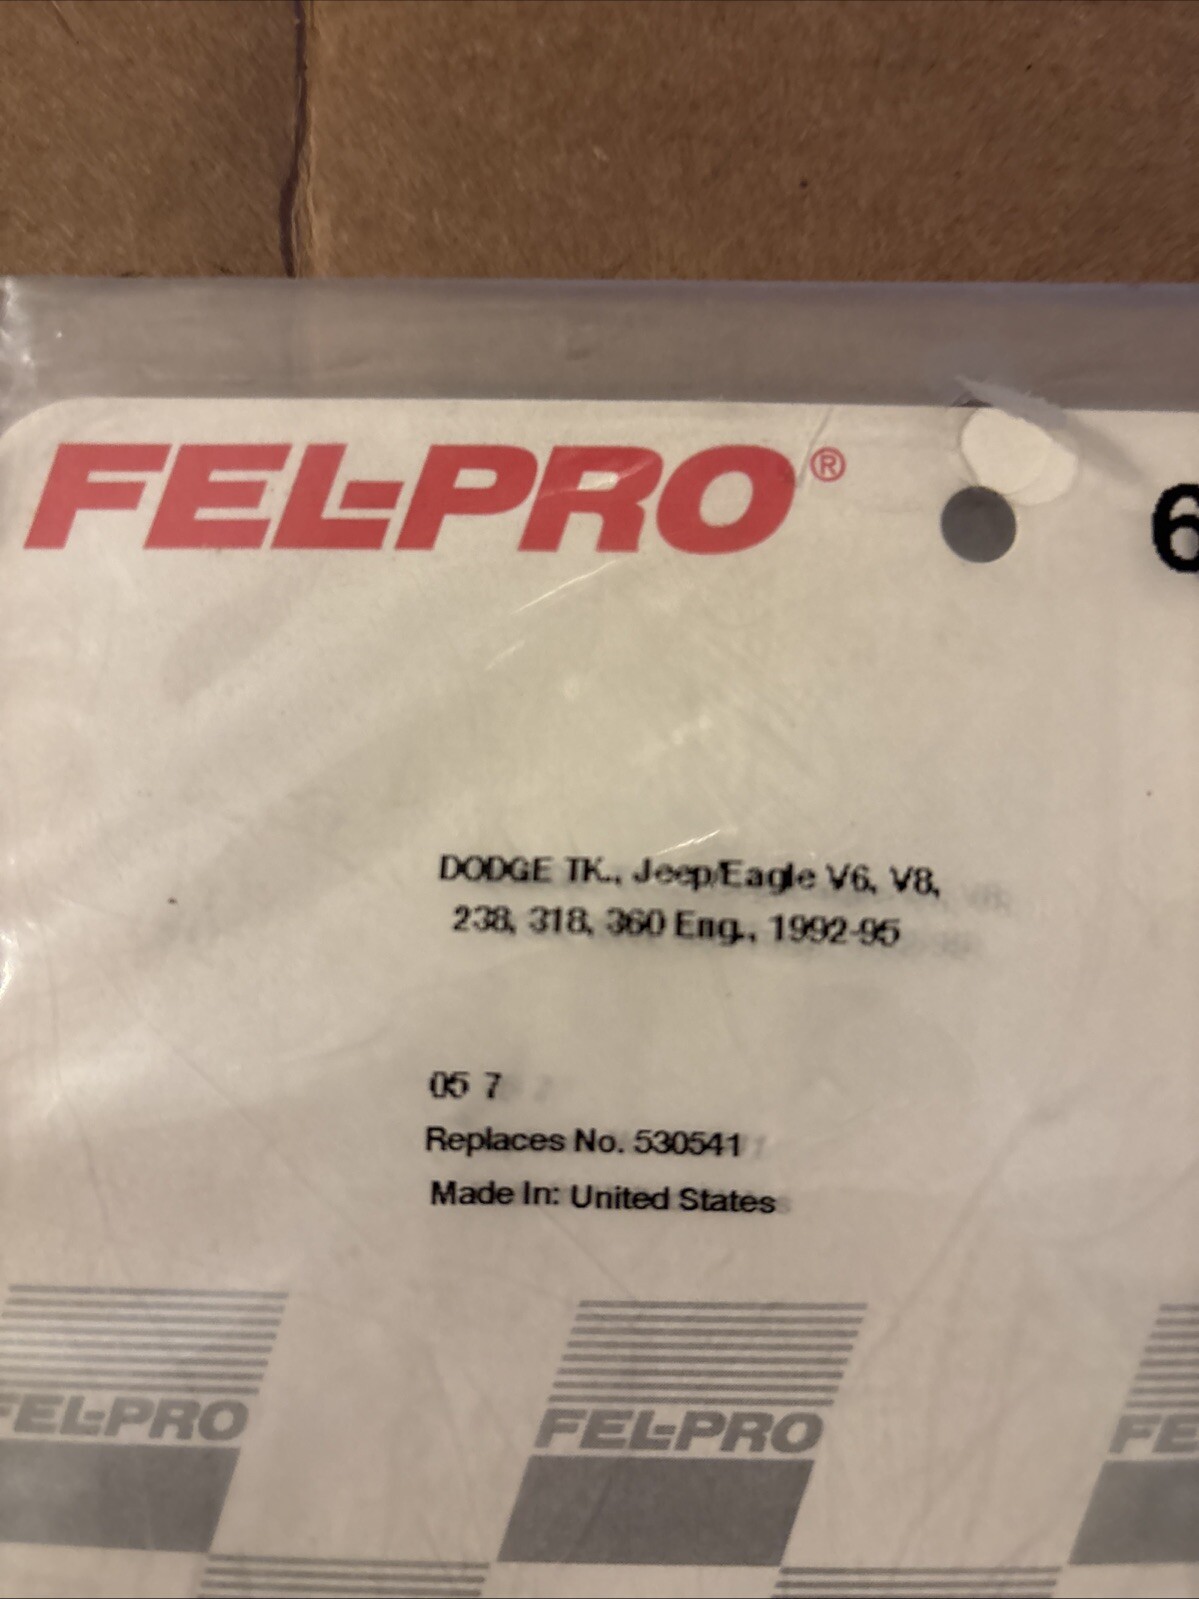 FEL-PRO®
6
DODGE TK., Jeep/Eagle V6, V8,
238, 318, 360 Eng., 1992-95
05 7
Replaces No. 530541
Made In: United States
FEL-PRO FEL-PRO FE